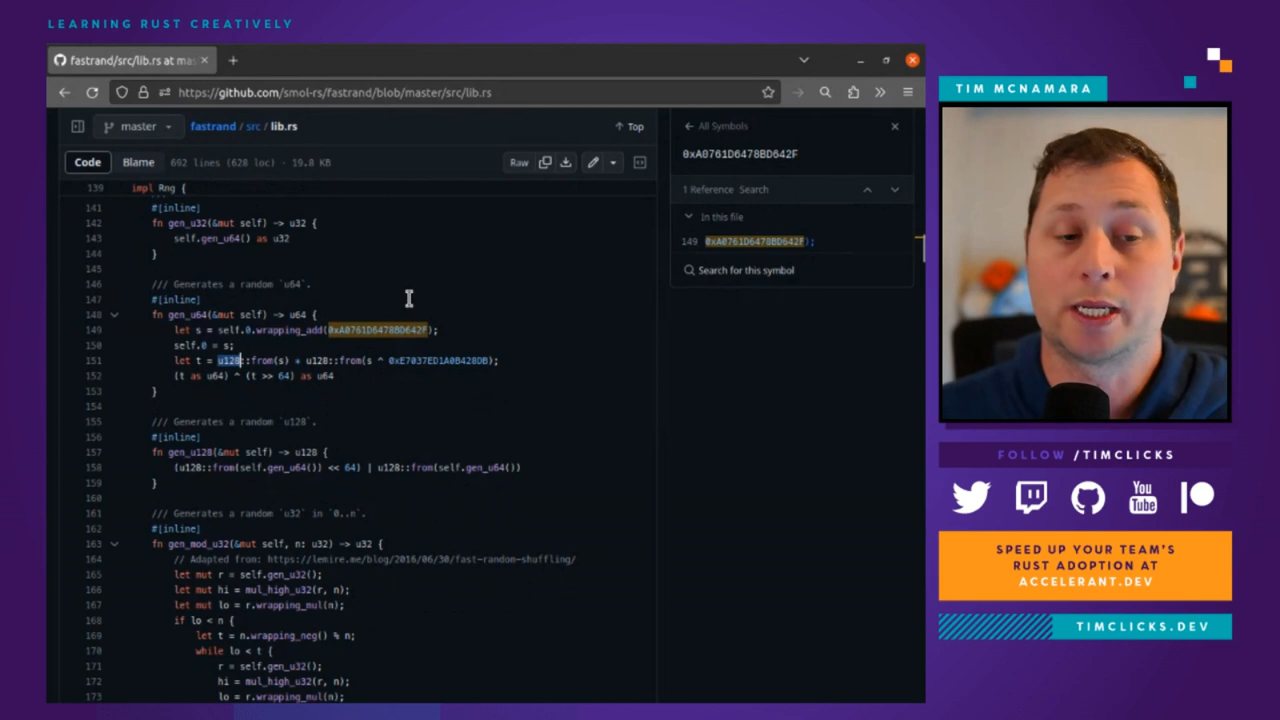 LEARNING RUST CREATIVELY
fastrand/src/lib.rs at mas
https://github.com/smol-rs/fastrand/blob/master/src/lib.rs
master
fastrand / src / lib.rs
Top
Code
Blame
692 lines (628 loc) · 19.8 KB
Raw
139 impl Rng {
141 #[inline]
142 fn gen_u32(&mut self) -> u32 {
143 self.gen_u64() as u32
144 }
145
146 /// Generates a random `u64`.
147 #[inline]
148 fn gen_u64(&mut self) -> u64 {
149 let s = self.0.wrapping_add(0xA0761D6478BD642F);
150 self.0 = s;
151 let t = u128::from(s) * u128::from(s ^ 0xE7037ED1A0B428DB);
152 (t as u64) ^ (t >> 64) as u64
153 }
154
155 /// Generates a random `u128`.
156 #[inline]
157 fn gen_u128(&mut self) -> u128 {
158 (u128::from(self.gen_u64()) << 64) | u128::from(self.gen_u64())
159 }
160
161 /// Generates a random `u32` in `0..n`.
162 #[inline]
163 fn gen_mod_u32(&mut self, n: u32) -> u32 {
164 // Adapted from: https://lemire.me/blog/2016/06/30/fast-random-shuffling/
165 let mut r = self.gen_u32();
166 let mut hi = mul_high_u32(r, n);
167 let mut lo = r.wrapping_mul(n);
168 if lo < n {
169 let t = n.wrapping_neg() % n;
170 while lo < t {
171 r = self.gen_u32();
172 hi = mul_high_u32(r, n);
173 lo = r.wrapping_mul(n);
All Symbols
0xA0761D6478BD642F
1 Reference Search
In this file
149 0xA0761D6478BD642F);
Search for this symbol
TIM MCNAMARA
FOLLOW /TIMCLICKS
You
Tube
SPEED UP YOUR TEAM'S
RUST ADOPTION AT
ACCELERANT.DEV
TIMCLICKS.DEV